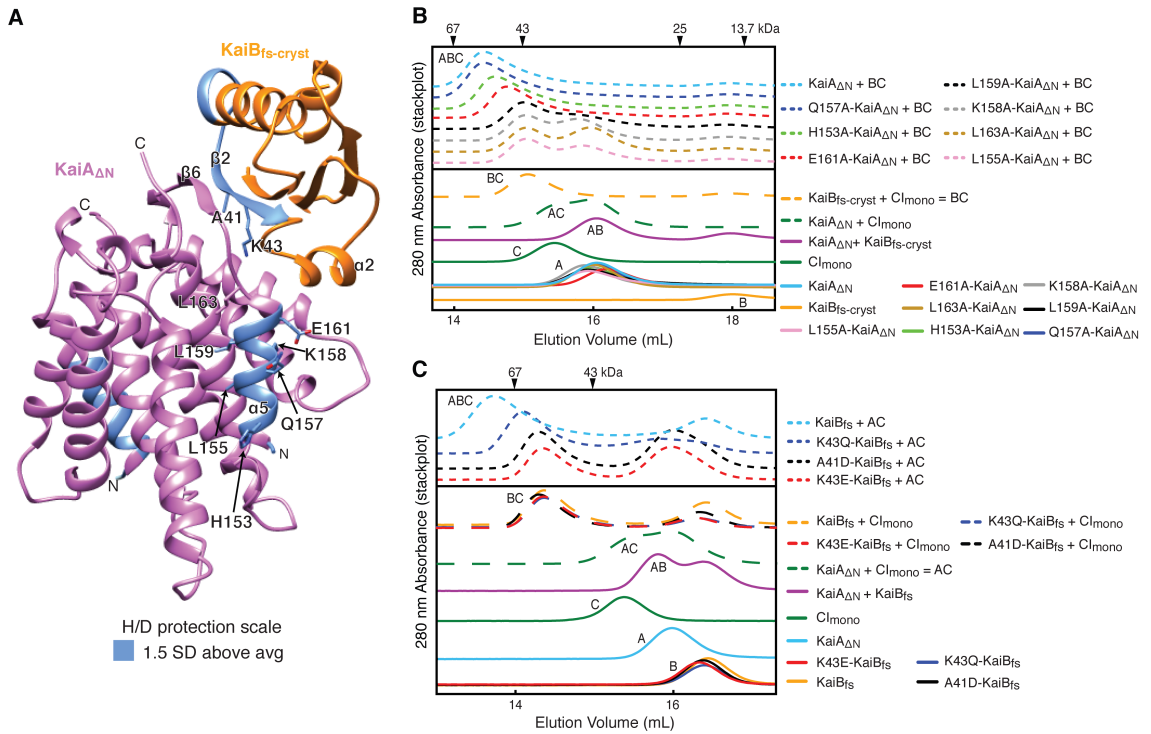 A
KaiBfs-cryst
C
β2
KaiAΔN
β6
C
A41
K43
α2
L163
E161
L159
K158
α5
Q157
L155
N
N
H153
H/D protection scale
1.5 SD above avg
B
67 43 25 13.7 kDa
ABC
280 nm Absorbance (stackplot)
BC
AC
AB
C
A
B
14 16 18
Elution Volume (mL)
KaiAΔN + BC L159A-KaiAΔN + BC
Q157A-KaiAΔN + BC K158A-KaiAΔN + BC
H153A-KaiAΔN + BC L163A-KaiAΔN + BC
E161A-KaiAΔN + BC L155A-KaiAΔN + BC
KaiBfs-cryst + CImono = BC
KaiAΔN + CImono
KaiAΔN+ KaiBfs-cryst
CImono
KaiAΔN E161A-KaiAΔN K158A-KaiAΔN
KaiBfs-cryst L163A-KaiAΔN L159A-KaiAΔN
L155A-KaiAΔN H153A-KaiAΔN Q157A-KaiAΔN
C
67 43 kDa
ABC
280 nm Absorbance (stackplot)
BC
AC
AB
C
A
B
14 16
Elution Volume (mL)
KaiBfs + AC
K43Q-KaiBfs + AC
A41D-KaiBfs + AC
K43E-KaiBfs + AC
KaiBfs + CImono K43Q-KaiBfs + CImono
K43E-KaiBfs + CImono A41D-KaiBfs + CImono
KaiAΔN + CImono = AC
KaiAΔN + KaiBfs
CImono
KaiAΔN
K43E-KaiBfs K43Q-KaiBfs
KaiBfs A41D-KaiBfs